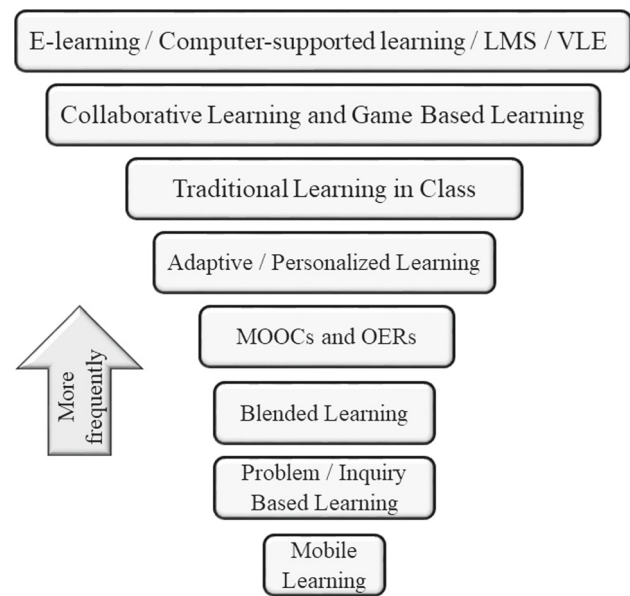 E-learning / Computer-supported learning / LMS / VLE
Collaborative Learning and Game Based Learning
Traditional Learning in Class
Adaptive / Personalized Learning
MOOCs and OERs
More
frequently
Blended Learning
Problem / Inquiry
Based Learning
Mobile
Learning